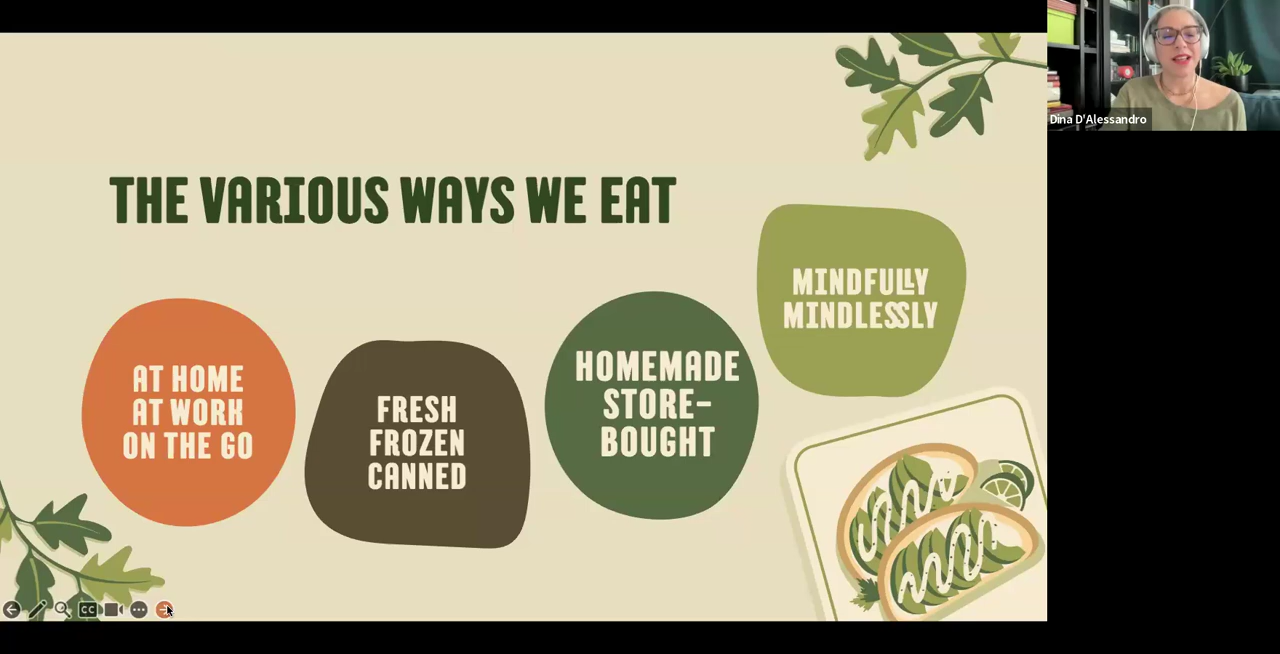 Dina D'Alessandro
THE VARIOUS WAYS WE EAT
MINDFULLY
MINDLESSLY
AT HOME
AT WORK
ON THE GO
FRESH
FROZEN
CANNED
HOMEMADE
STORE-
BOUGHT
CC